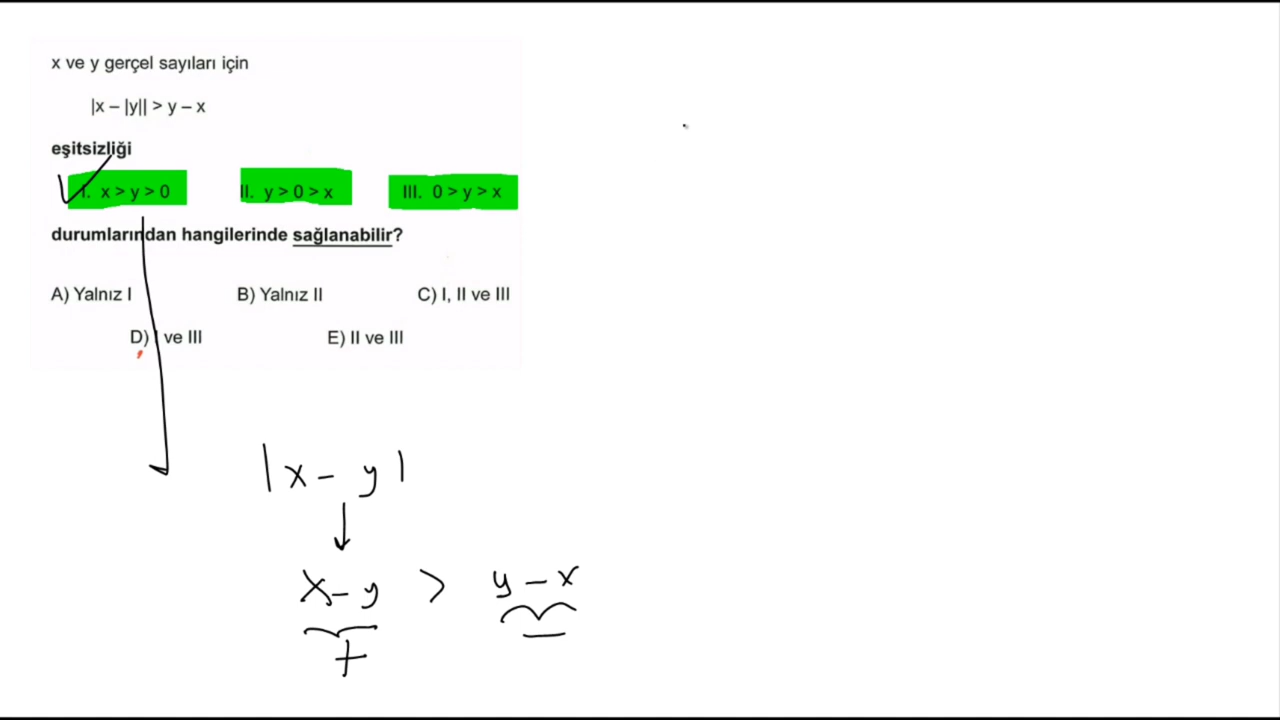 x ve y gerçel sayıları için
|x – |y|| > y – x
eşitsizliği
I. x > y > 0 II. y > 0 > x III. 0 > y > x
durumlarından hangilerinde sağlanabilir?
A) Yalnız I B) Yalnız II C) I, II ve III
D) I ve III E) II ve III
|x - y|
x - y > y - x
+ -